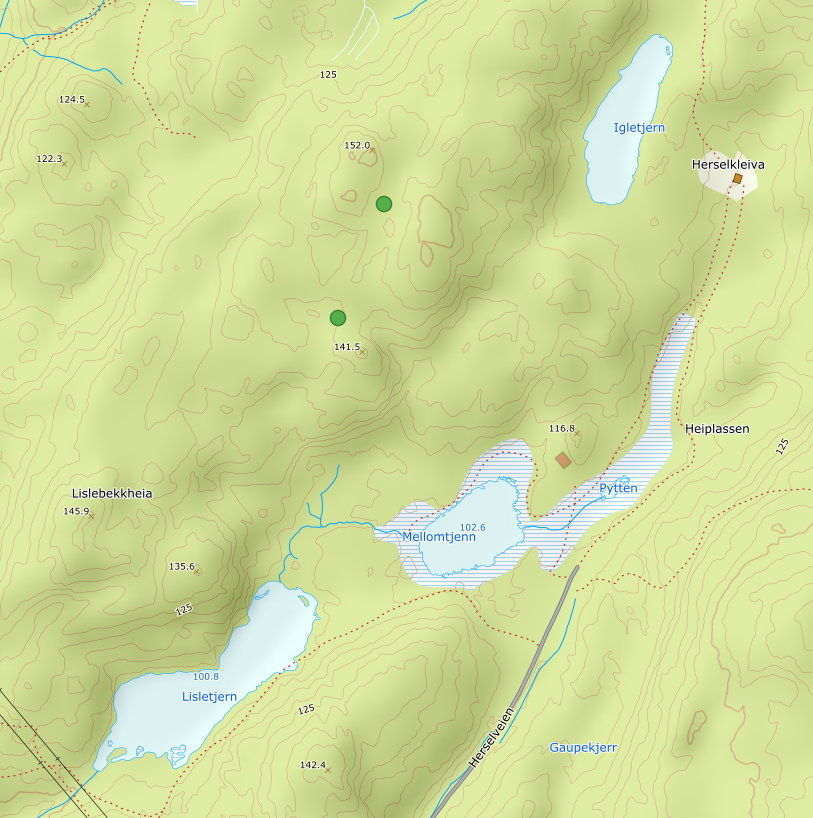 125
124.5
Igletjern
152.0
122.3
Herselkleiva
141.5
116.8
Heiplassen
125
Pytten
Lislebekkheia
145.9
102.6
Mellomtjenn
135.6
125
100.8
Lisletjern
125
Herselveien
Gaupekjerr
142.4